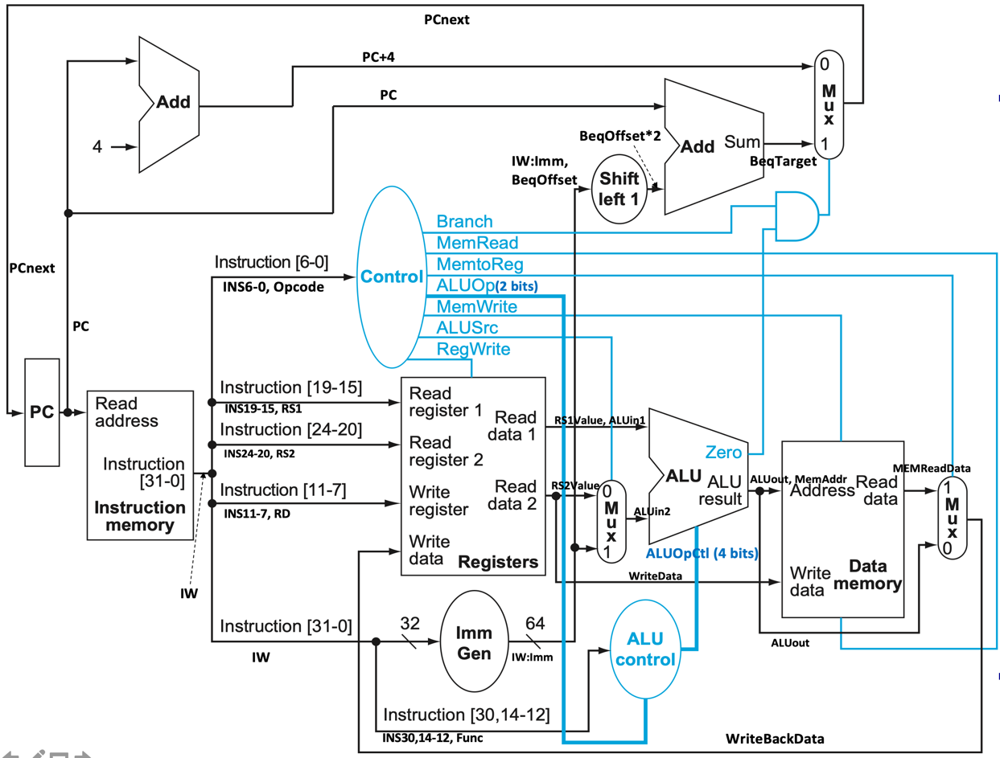 PCnext
PC+4
0
Mux
1
Add
4
PC
BeqOffset*2
Add
Sum
BeqTarget
IW:Imm,
BeqOffset
Shift
left 1
Branch
MemRead
MemtoReg
ALUOp(2 bits)
MemWrite
ALUSrc
RegWrite
Control
Instruction [6-0]
INS6-0, Opcode
PCnext
PC
PC
Read
address
Instruction
[31-0]
Instruction
memory
IW
Instruction [19-15]
INS19-15, RS1
Instruction [24-20]
INS24-20, RS2
Instruction [11-7]
INS11-7, RD
Read
register 1
Read
data 1
Read
register 2
Write
register
Read
data 2
Write
data
Registers
RS1Value, ALUin1
RS2Value
0
Mux
1
ALUin2
Zero
ALU
ALU
result
ALUOpCtl (4 bits)
ALUout, MemAddr
Address
Read
data
Write
data
Data
memory
MEMReadData
1
Mux
0
WriteData
ALUout
Instruction [31-0]
IW
32
Imm
Gen
64
IW:Imm
ALU
control
Instruction [30,14-12]
INS30,14-12, Func
WriteBackData